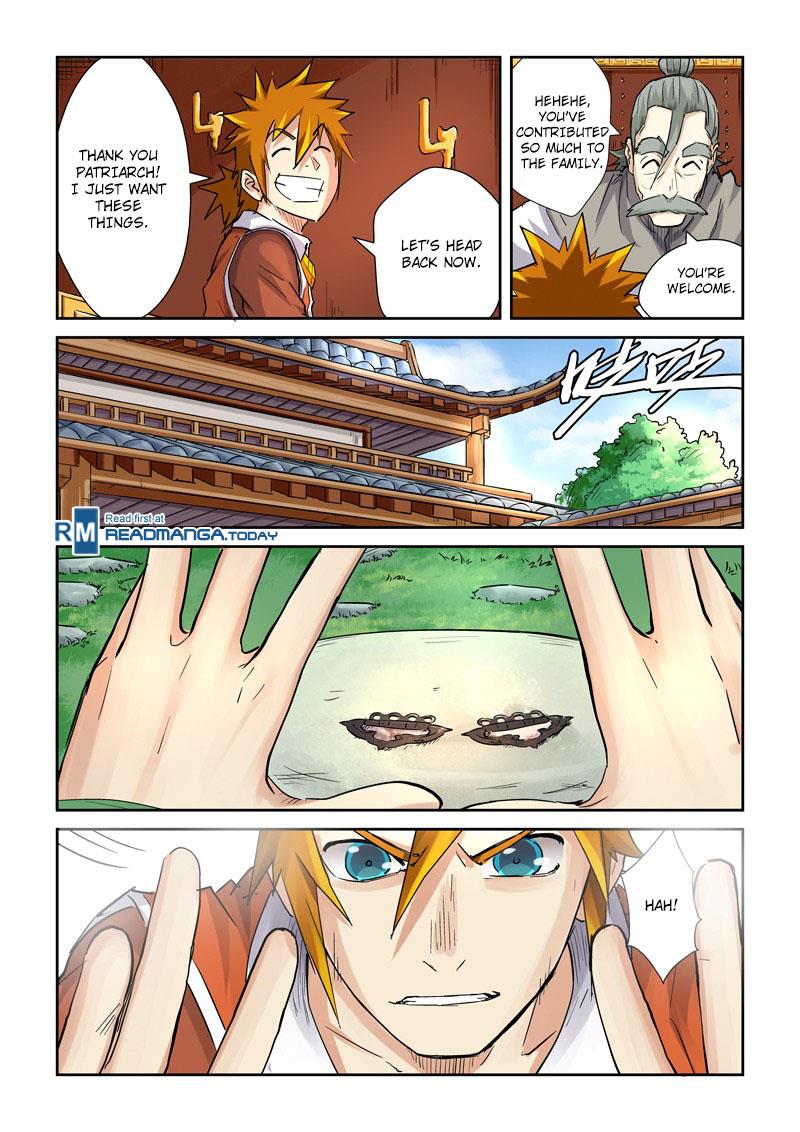 THANK YOU
PATRIARCH!
I JUST WANT
THESE
THINGS.
LET'S HEAD
BACK NOW.
HEHEHE,
YOU'VE
CONTRIBUTED
SO MUCH TO
THE FAMILY.
YOU'RE
WELCOME.
RM
Read first at
READMANGA.TODAY
HAH!